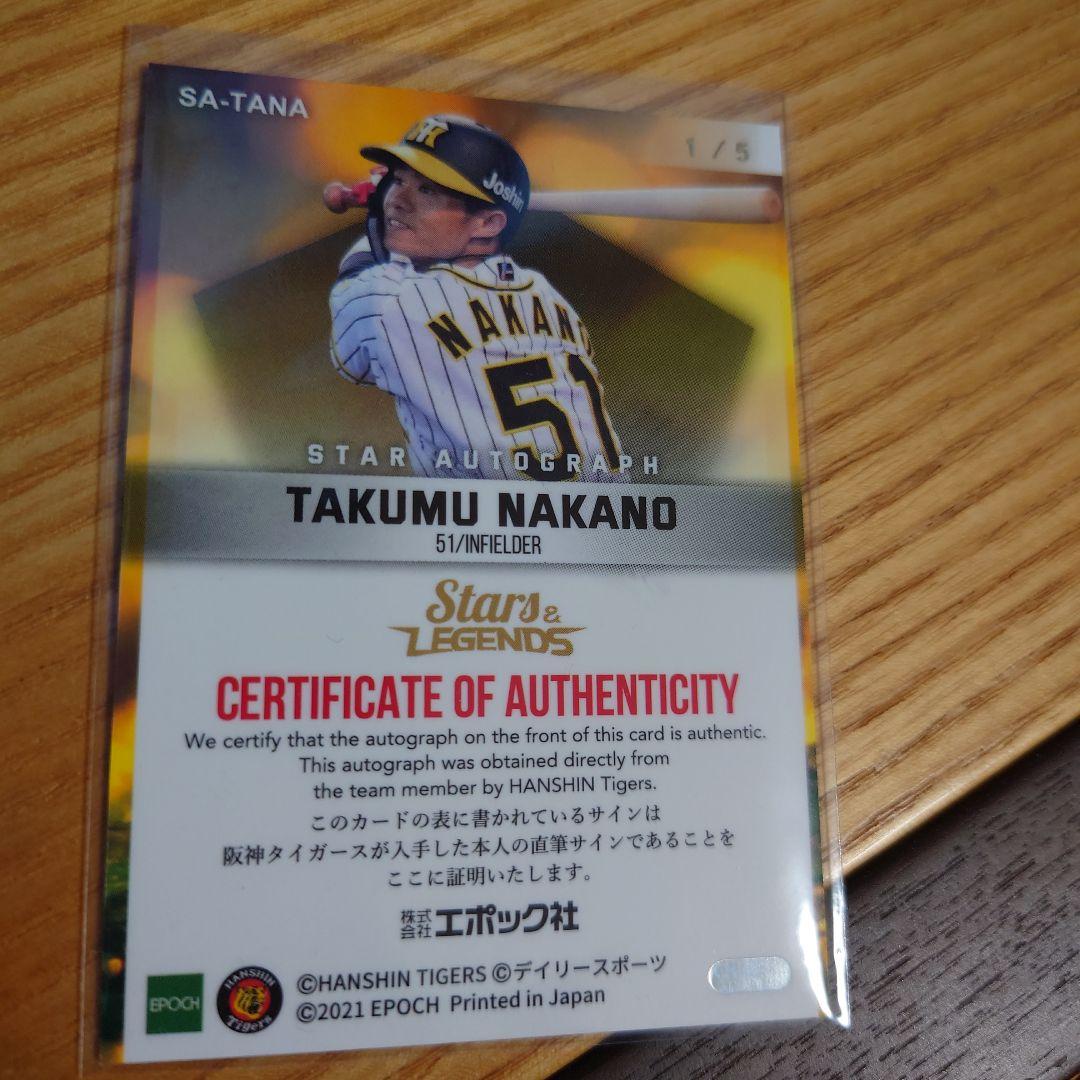 SA-TANA
1/5
Joshin
NAKANO
51
STAR AUTOGRAPH
TAKUMU NAKANO
51/INFIELDER
Stars &
LEGENDS
CERTIFICATE OF AUTHENTICITY
We certify that the autograph on the front of this card is authentic.
This autograph was obtained directly from
the team member by HANSHIN Tigers.
このカードの表に書かれているサインは
阪神タイガースが入手した本人の直筆サインであることを
ここに証明いたします。
株式会社 エポック社
EPOCH
HANSHIN
Tigers
©HANSHIN TIGERS ©デイリースポーツ
©2021 EPOCH Printed in Japan